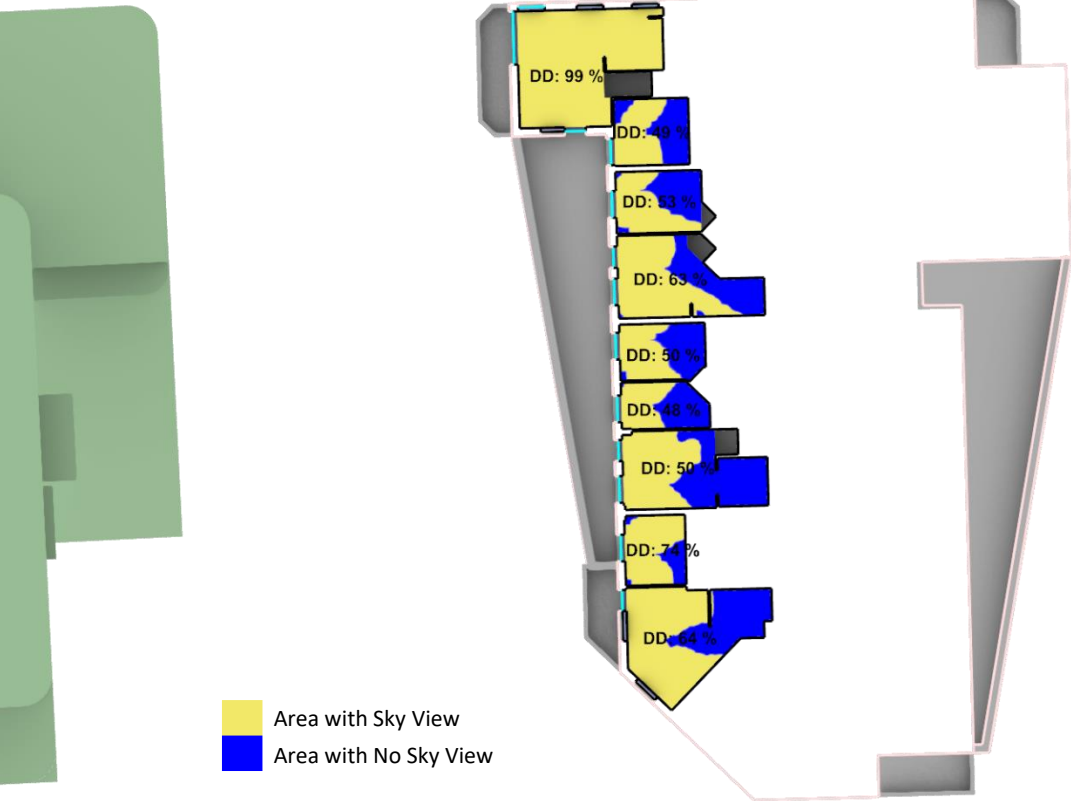 DD: 99 %
DD: 49 %
DD: 53 %
DD: 63 %
DD: 50 %
DD: 48 %
DD: 50 %
DD: 74 %
DD: 64 %
Area with Sky View
Area with No Sky View